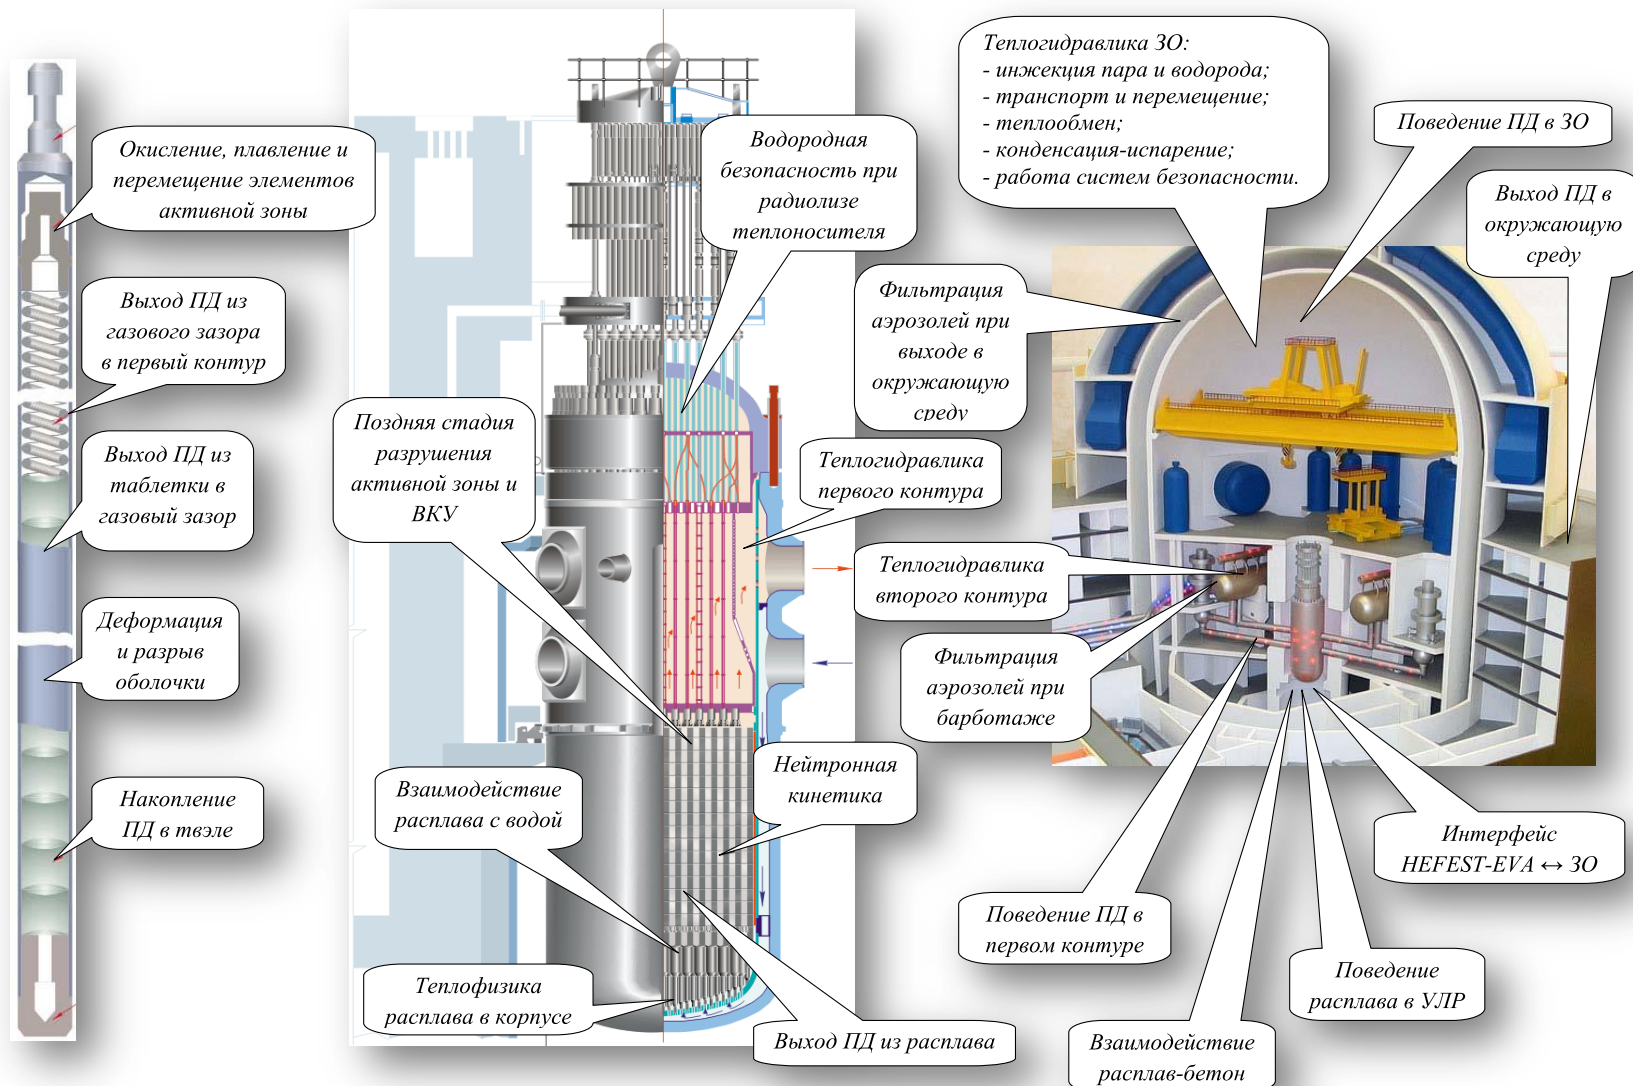 Окисление, плавление и
перемещение элементов
активной зоны
Выход ПД из
газового зазора
в первый контур
Выход ПД из
таблетки в
газовый зазор
Деформация
и разрыв
оболочки
Накопление
ПД в твэле
Водородная
безопасность при
радиолизе
теплоносителя
Поздняя стадия
разрушения
активной зоны и
ВКУ
Теплогидравлика
первого контура
Нейтронная
кинетика
Взаимодействие
расплава с водой
Теплофизика
расплава в корпусе
Выход ПД из расплава
Теплогидравлика ЗО:
- инжекция пара и водорода;
- транспорт и перемещение;
- теплообмен;
- конденсация-испарение;
- работа систем безопасности.
Поведение ПД в ЗО
Выход ПД в
окружающую
среду
Фильтрация
аэрозолей при
выходе в
окружающую
среду
Теплогидравлика
второго контура
Фильтрация
аэрозолей при
барботаже
Поведение ПД в
первом контуре
Взаимодействие
расплав-бетон
Поведение
расплава в УЛР
Интерфейс
HEFEST-EVA ↔ ЗО